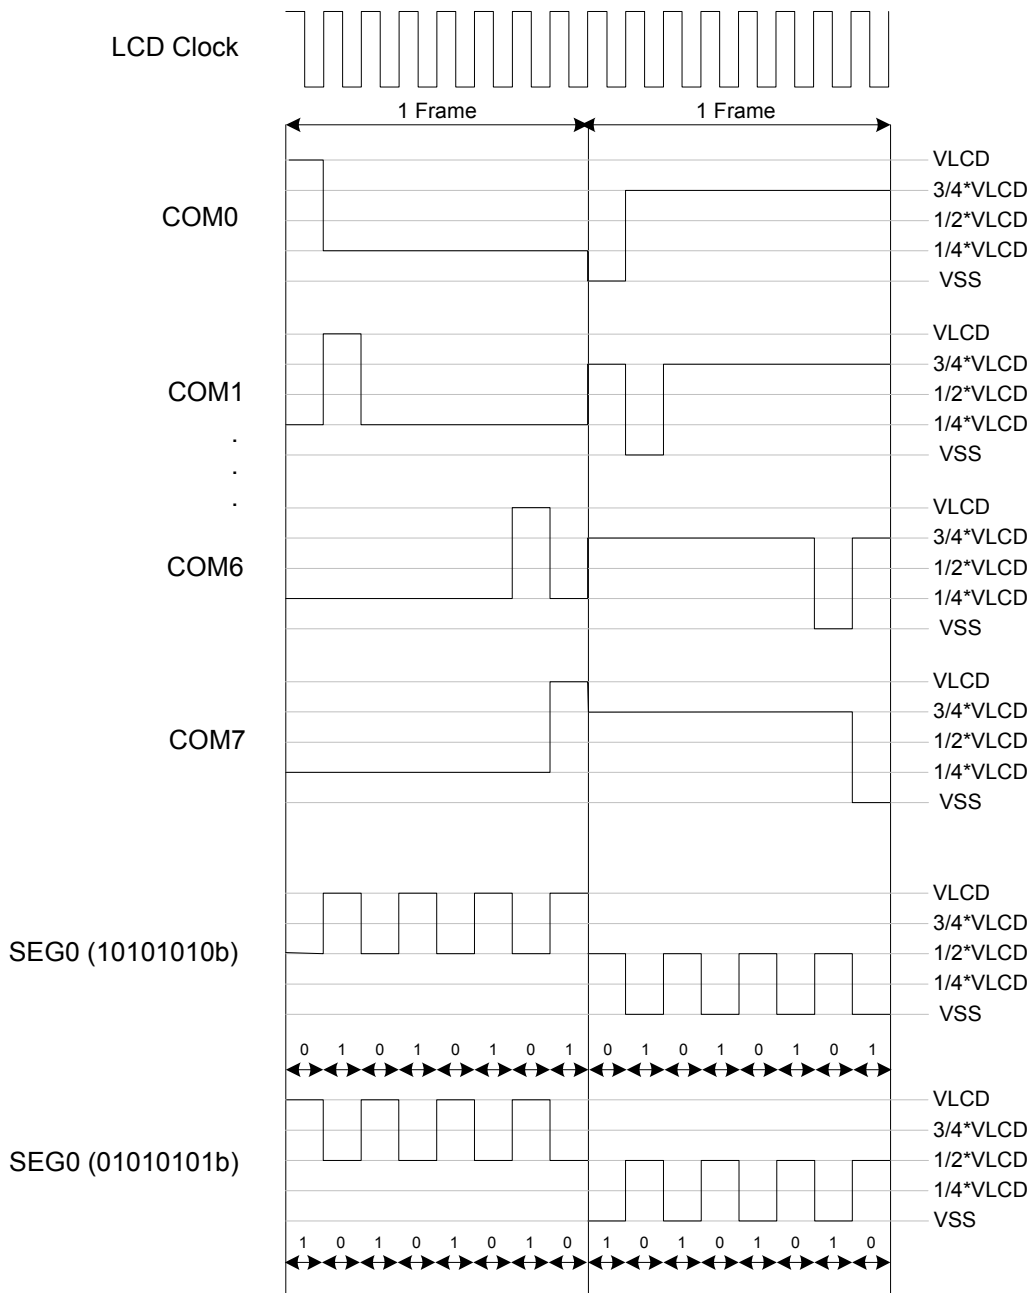 LCD Clock
1 Frame 1 Frame
COM0
VLCD
3/4*VLCD
1/2*VLCD
1/4*VLCD
VSS
COM1
VLCD
3/4*VLCD
1/2*VLCD
1/4*VLCD
VSS
.
.
.
COM6
VLCD
3/4*VLCD
1/2*VLCD
1/4*VLCD
VSS
COM7
VLCD
3/4*VLCD
1/2*VLCD
1/4*VLCD
VSS
SEG0 (10101010b)
VLCD
3/4*VLCD
1/2*VLCD
1/4*VLCD
VSS
0 1 0 1 0 1 0 1 0 1 0 1 0 1 0 1
SEG0 (01010101b)
VLCD
3/4*VLCD
1/2*VLCD
1/4*VLCD
VSS
1 0 1 0 1 0 1 0 1 0 1 0 1 0 1 0